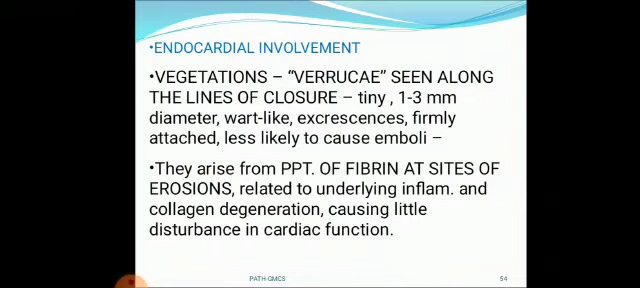 •ENDOCARDIAL INVOLVEMENT
•VEGETATIONS – “VERRUCAE” SEEN ALONG
THE LINES OF CLOSURE – tiny , 1-3 mm
diameter, wart-like, excrescences, firmly
attached, less likely to cause emboli –
•They arise from PPT. OF FIBRIN AT SITES OF
EROSIONS, related to underlying inflam. and
collagen degeneration, causing little
disturbance in cardiac function.
PATH-GMCS 54